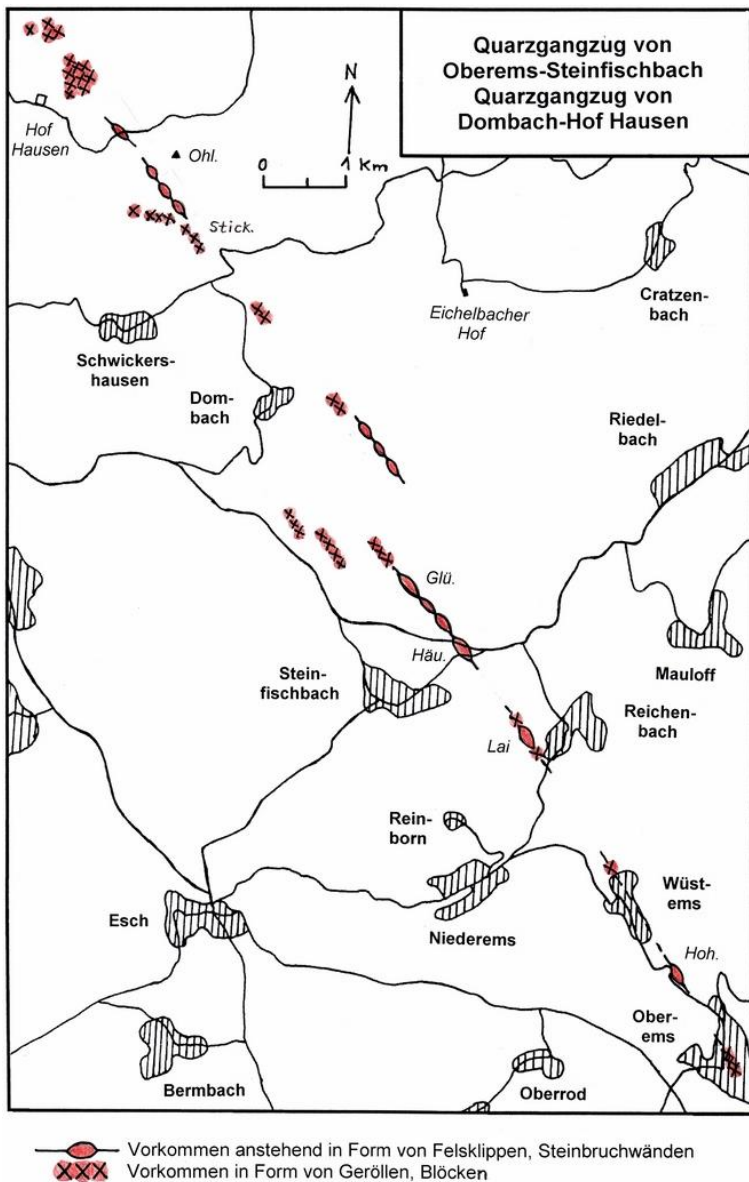 Quarzgangzug von
Oberems-Steinfischbach
Quarzgangzug von
Dombach-Hof Hausen
N
0 1 Km
Hof
Hausen
Ohl.
Stick.
Schwickers-
hausen
Dom-
bach
Eichelbacher
Hof
Cratzen-
bach
Riedel-
bach
Glü.
Häu.
Mauloff
Stein-
fischbach
Reichen-
bach
Lai
Rein-
born
Niederems
Esch
Wüst-
ems
Hoh.
Ober-
ems
Bermbach
Oberrod
Vorkommen anstehend in Form von Felsklippen, Steinbruchwänden
Vorkommen in Form von Geröllen, Blöcken